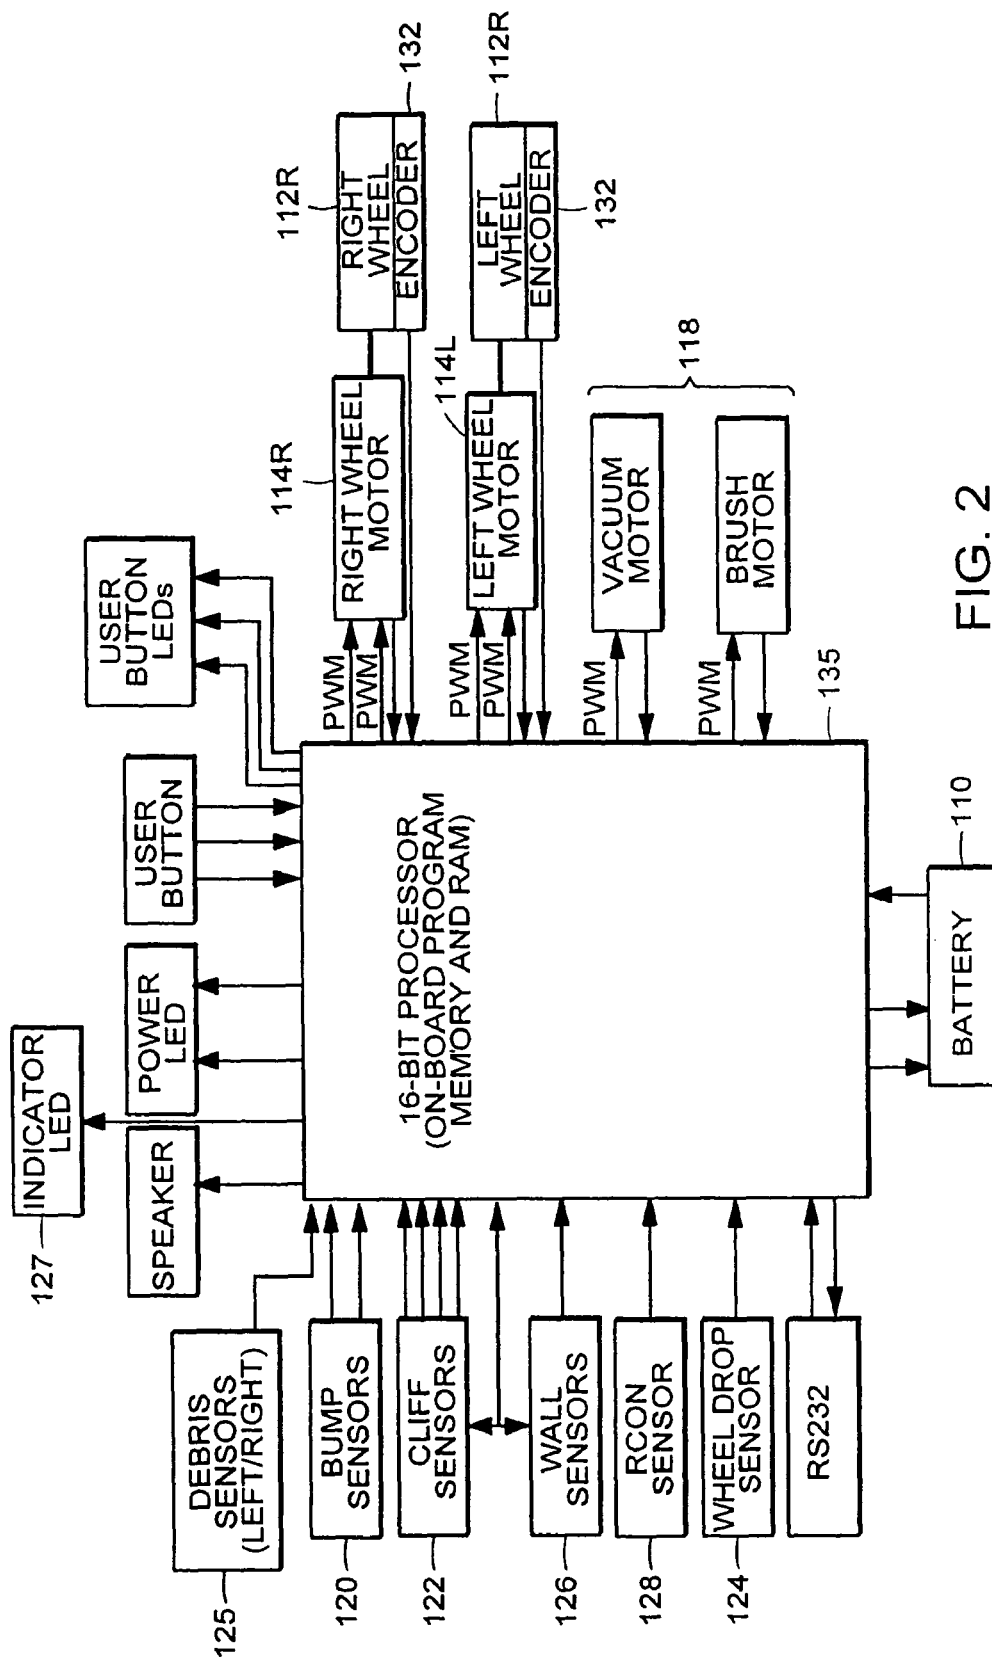 127
INDICATOR
LED
SPEAKER
POWER
LED
USER
BUTTON
USER
BUTTON
LEDs
125
DEBRIS
SENSORS
(LEFT/RIGHT)
120
BUMP
SENSORS
122
CLIFF
SENSORS
126
WALL
SENSORS
128
RCON
SENSOR
124
WHEEL DROP
SENSOR
RS232
16-BIT PROCESSOR
(ON-BOARD PROGRAM
MEMORY AND RAM)
135
BATTERY
110
PWM
PWM
114R
RIGHT WHEEL
MOTOR
112R
RIGHT
WHEEL
ENCODER
132
PWM
PWM
114L
LEFT WHEEL
MOTOR
112R
LEFT
WHEEL
ENCODER
132
PWM
VACUUM
MOTOR
118
PWM
BRUSH
MOTOR
FIG. 2